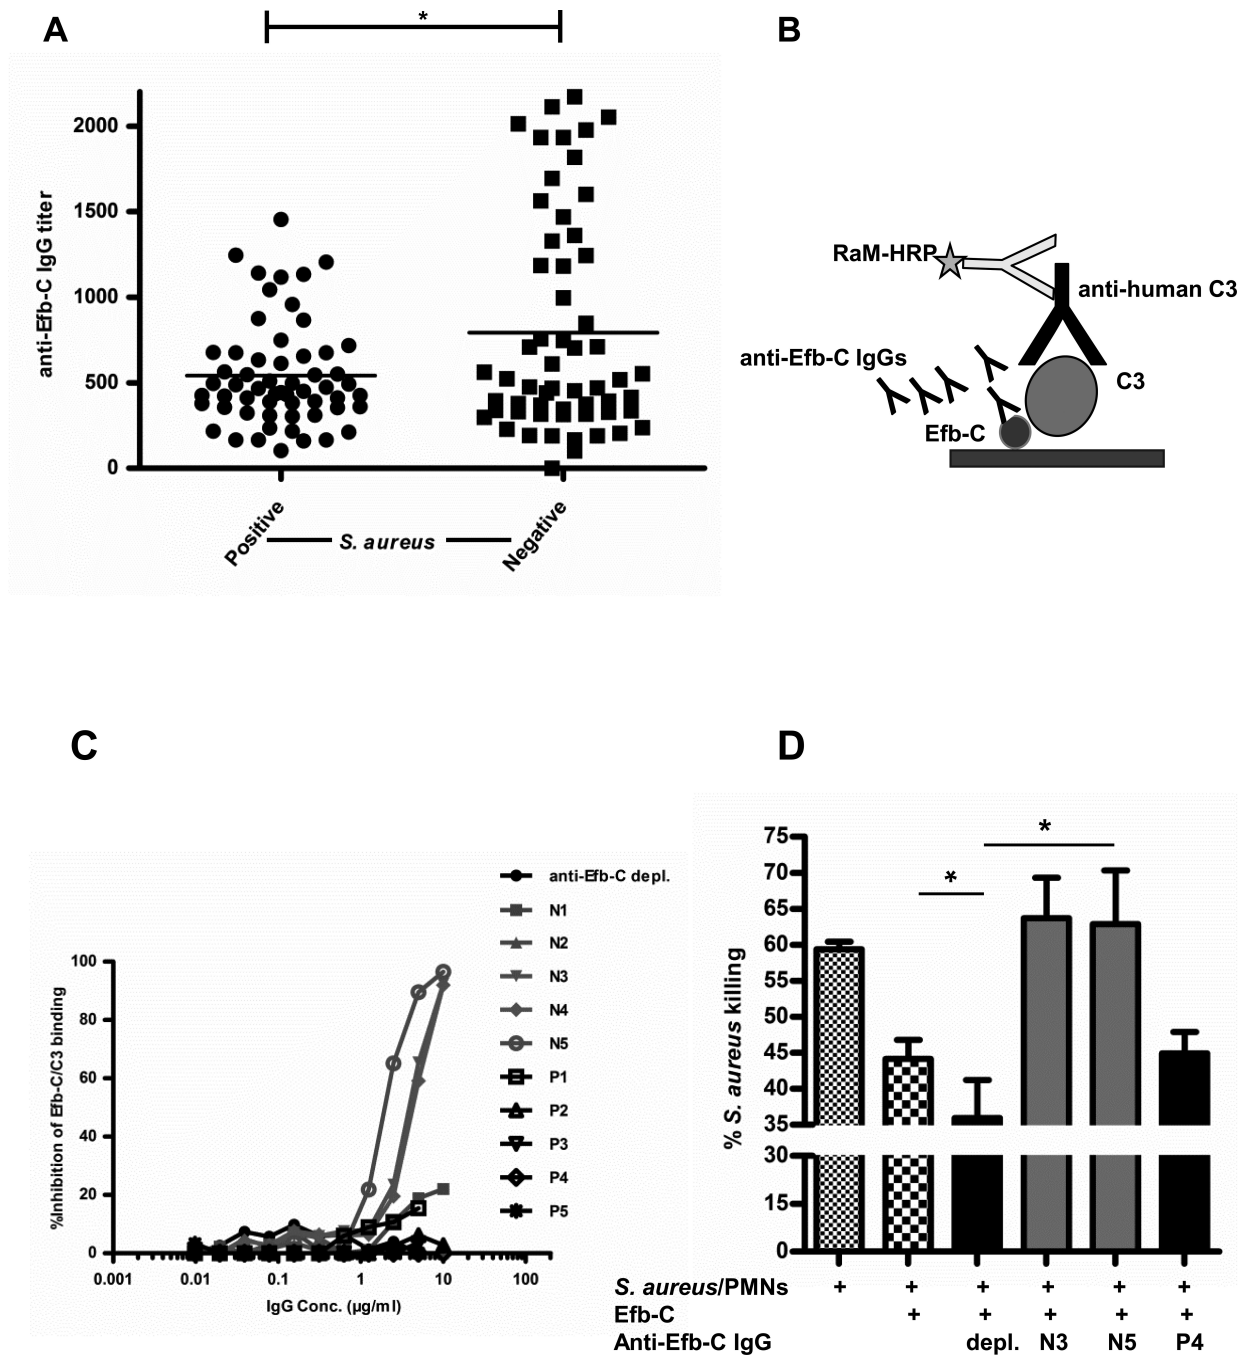 A
*
2000
1500
1000
500
0
anti-Efb-C IgG titer
Positive
S. aureus
Negative
B
RaM-HRP
anti-human C3
anti-Efb-C IgGs
C3
Efb-C
C
anti-Efb-C depl.
N1
N2
N3
N4
N5
P1
P2
P3
P4
P5
100
80
60
40
20
0
%Inhibition of Efb-C/C3 binding
0.001 0.01 0.1 1 10 100
IgG Conc. (µg/ml)
D
*
*
75
70
65
60
55
50
45
40
35
30
15
0
% S. aureus killing
S. aureus/PMNs + + + + + +
Efb-C + + + + +
Anti-Efb-C IgG depl. N3 N5 P4